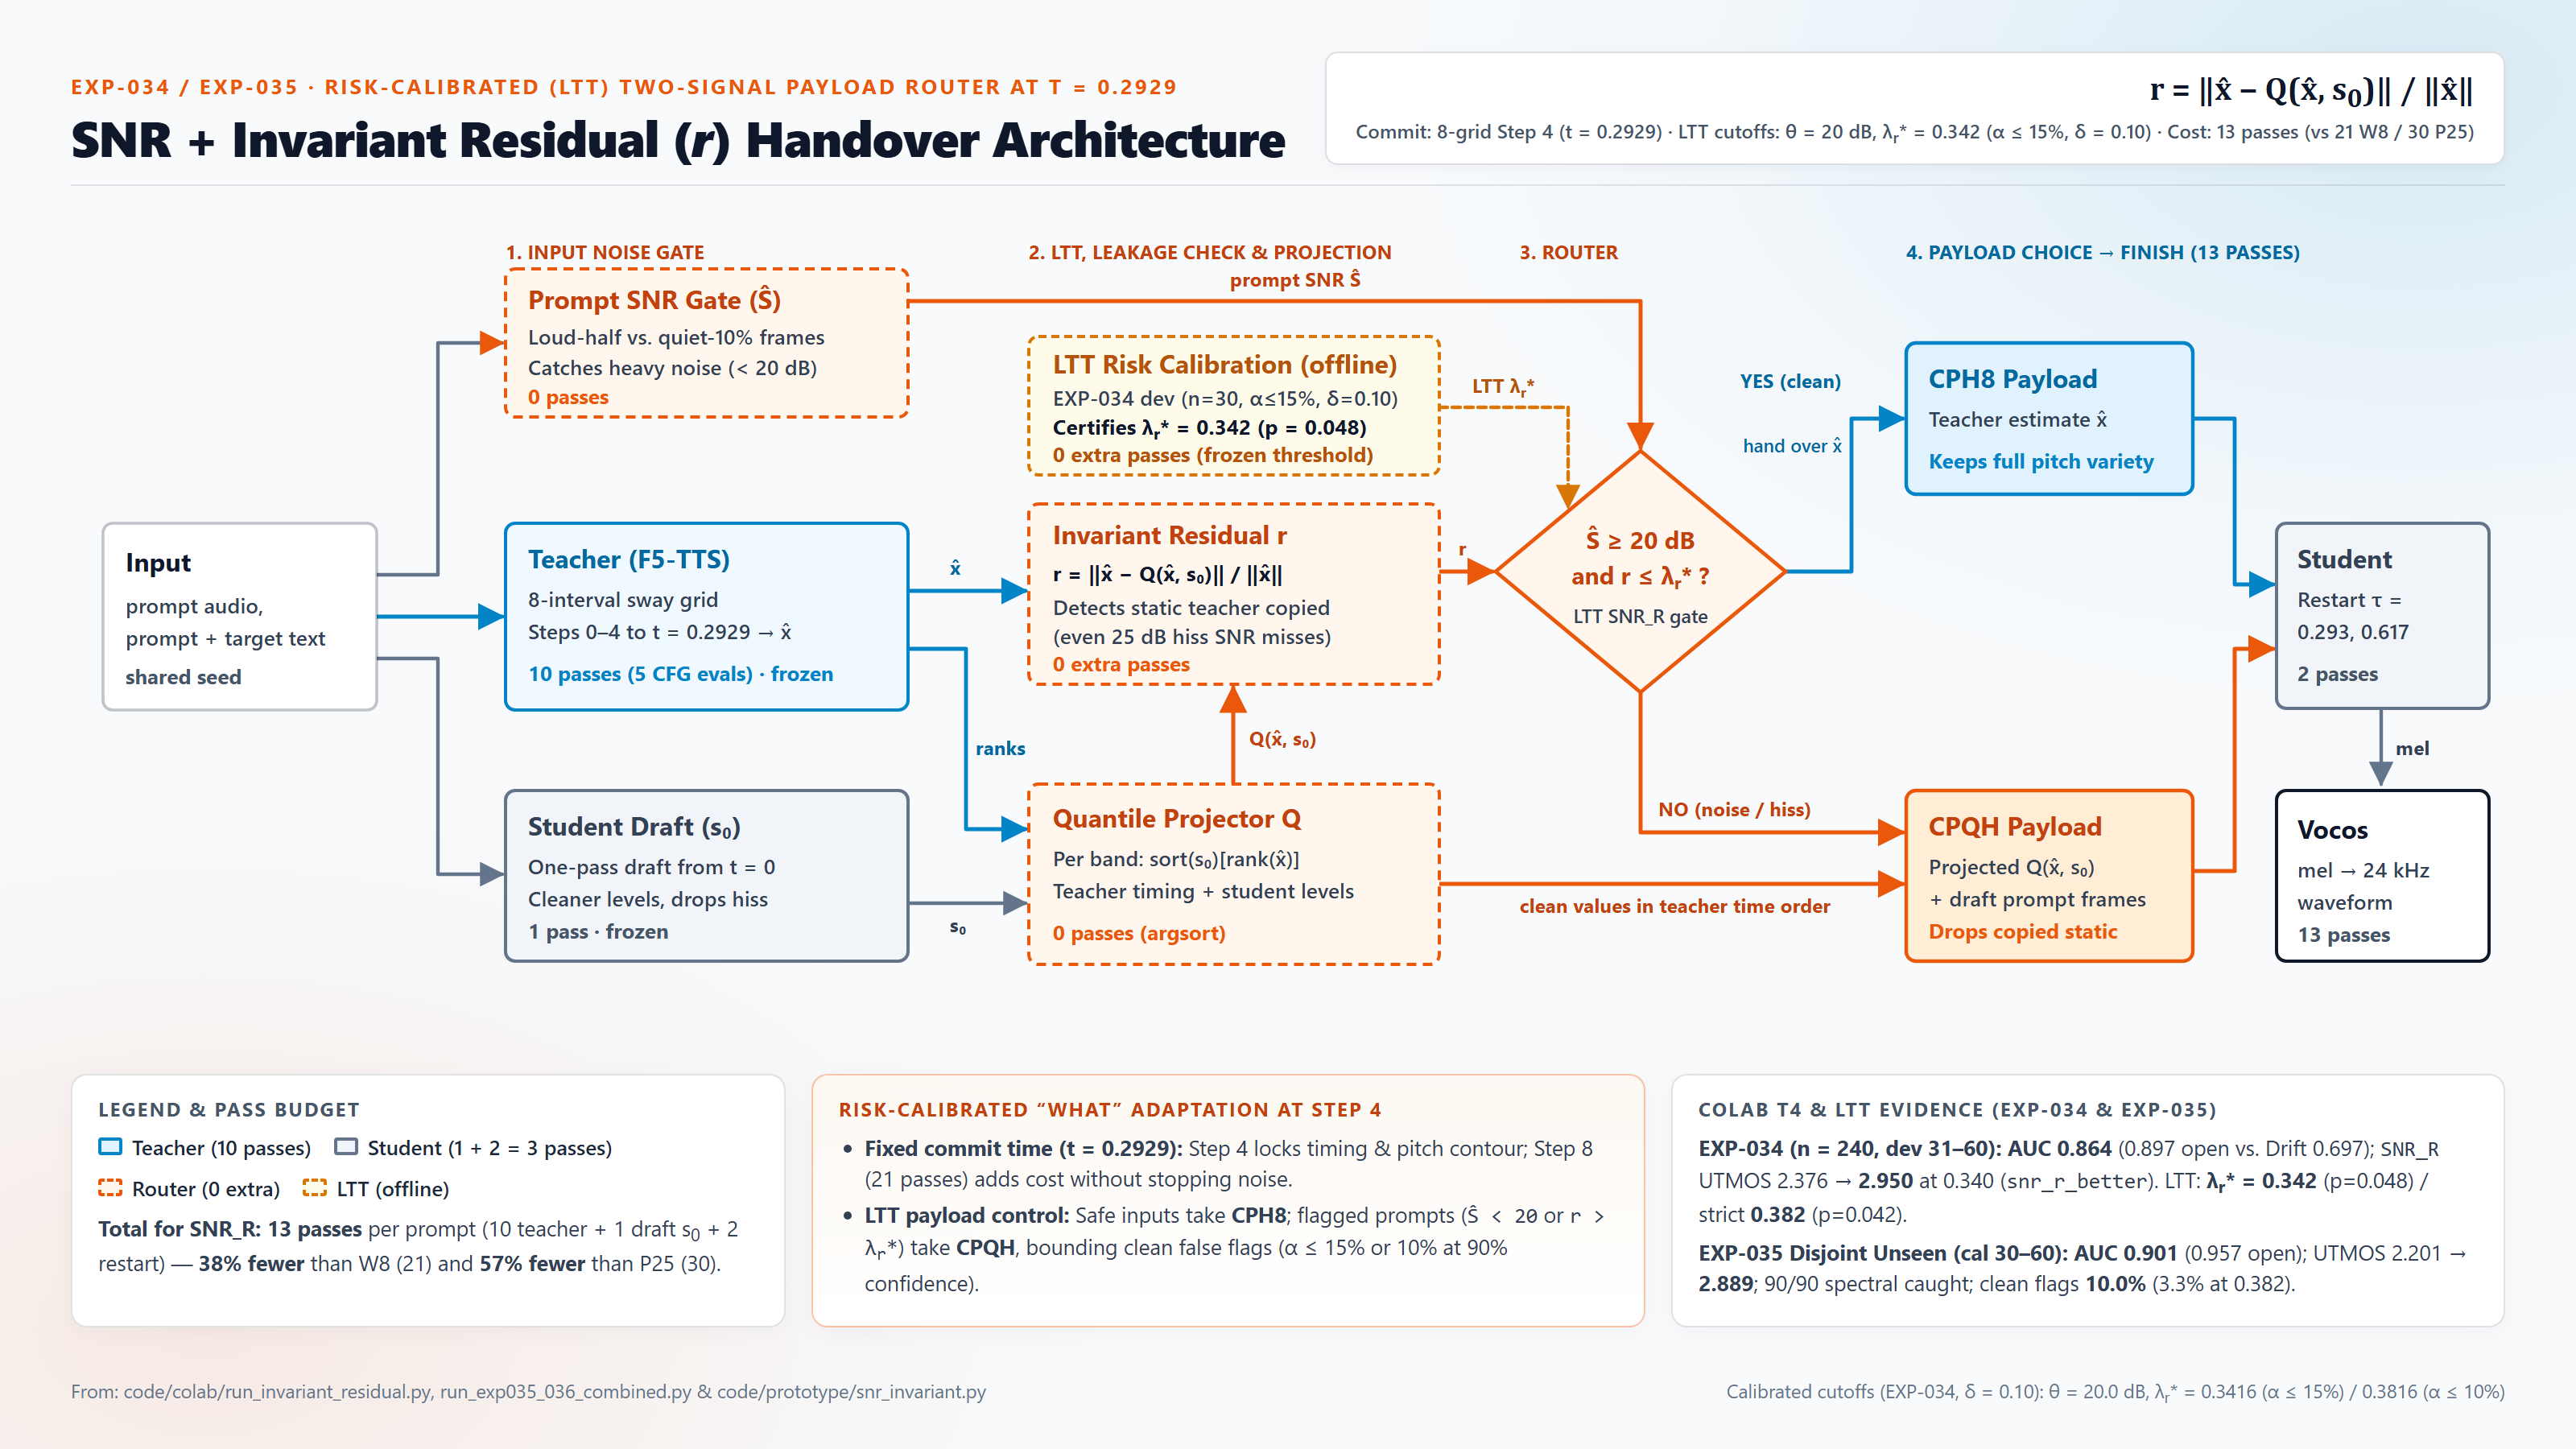 EXP-034 / EXP-035 · RISK-CALIBRATED (LTT) TWO-SIGNAL PAYLOAD ROUTER AT T = 0.2929
SNR + Invariant Residual (r) Handover Architecture
r = ‖x̂ − Q(x̂, s₀)‖ / ‖x̂‖
Commit: 8-grid Step 4 (t = 0.2929) · LTT cutoffs: θ = 20 dB, λᵣ* = 0.342 (α ≤ 15%, δ = 0.10) · Cost: 13 passes (vs 21 W8 / 30 P25)
1. INPUT NOISE GATE
2. LTT, LEAKAGE CHECK & PROJECTION
3. ROUTER
4. PAYLOAD CHOICE → FINISH (13 PASSES)
prompt SNR Ŝ
Prompt SNR Gate (Ŝ)
Loud-half vs. quiet-10% frames
Catches heavy noise (< 20 dB)
0 passes
LTT Risk Calibration (offline)
EXP-034 dev (n=30, α≤15%, δ=0.10)
Certifies λᵣ* = 0.342 (p = 0.048)
0 extra passes (frozen threshold)
LTT λᵣ*
YES (clean)
hand over x̂
CPH8 Payload
Teacher estimate x̂
Keeps full pitch variety
Input
prompt audio,
prompt + target text
shared seed
Teacher (F5-TTS)
8-interval sway grid
Steps 0–4 to t = 0.2929 → x̂
10 passes (5 CFG evals) · frozen
x̂
ranks
Invariant Residual r
r = ‖x̂ − Q(x̂, s₀)‖ / ‖x̂‖
Detects static teacher copied
(even 25 dB hiss SNR misses)
0 extra passes
r
Ŝ ≥ 20 dB
and r ≤ λᵣ* ?
LTT SNR_R gate
Student
Restart τ =
0.293, 0.617
2 passes
mel
Q(x̂, s₀)
Student Draft (s₀)
One-pass draft from t = 0
Cleaner levels, drops hiss
1 pass · frozen
s₀
Quantile Projector Q
Per band: sort(s₀)[rank(x̂)]
Teacher timing + student levels
0 passes (argsort)
NO (noise / hiss)
clean values in teacher time order
CPQH Payload
Projected Q(x̂, s₀)
+ draft prompt frames
Drops copied static
Vocos
mel → 24 kHz
waveform
13 passes
LEGEND & PASS BUDGET
Teacher (10 passes) Student (1 + 2 = 3 passes)
Router (0 extra) LTT (offline)
Total for SNR_R: 13 passes per prompt (10 teacher + 1 draft s₀ + 2
restart) — 38% fewer than W8 (21) and 57% fewer than P25 (30).
RISK-CALIBRATED “WHAT” ADAPTATION AT STEP 4
• Fixed commit time (t = 0.2929): Step 4 locks timing & pitch contour; Step 8
(21 passes) adds cost without stopping noise.
• LTT payload control: Safe inputs take CPH8; flagged prompts (Ŝ < 20 or r >
λᵣ*) take CPQH, bounding clean false flags (α ≤ 15% or 10% at 90%
confidence).
COLAB T4 & LTT EVIDENCE (EXP-034 & EXP-035)
EXP-034 (n = 240, dev 31–60): AUC 0.864 (0.897 open vs. Drift 0.697); SNR_R
UTMOS 2.376 → 2.950 at 0.340 (snr_r_better). LTT: λᵣ* = 0.342 (p=0.048) /
strict 0.382 (p=0.042).
EXP-035 Disjoint Unseen (cal 30–60): AUC 0.901 (0.957 open); UTMOS 2.201 →
2.889; 90/90 spectral caught; clean flags 10.0% (3.3% at 0.382).
From: code/colab/run_invariant_residual.py, run_exp035_036_combined.py & code/prototype/snr_invariant.py
Calibrated cutoffs (EXP-034, δ = 0.10): θ = 20.0 dB, λᵣ* = 0.3416 (α ≤ 15%) / 0.3816 (α ≤ 10%)